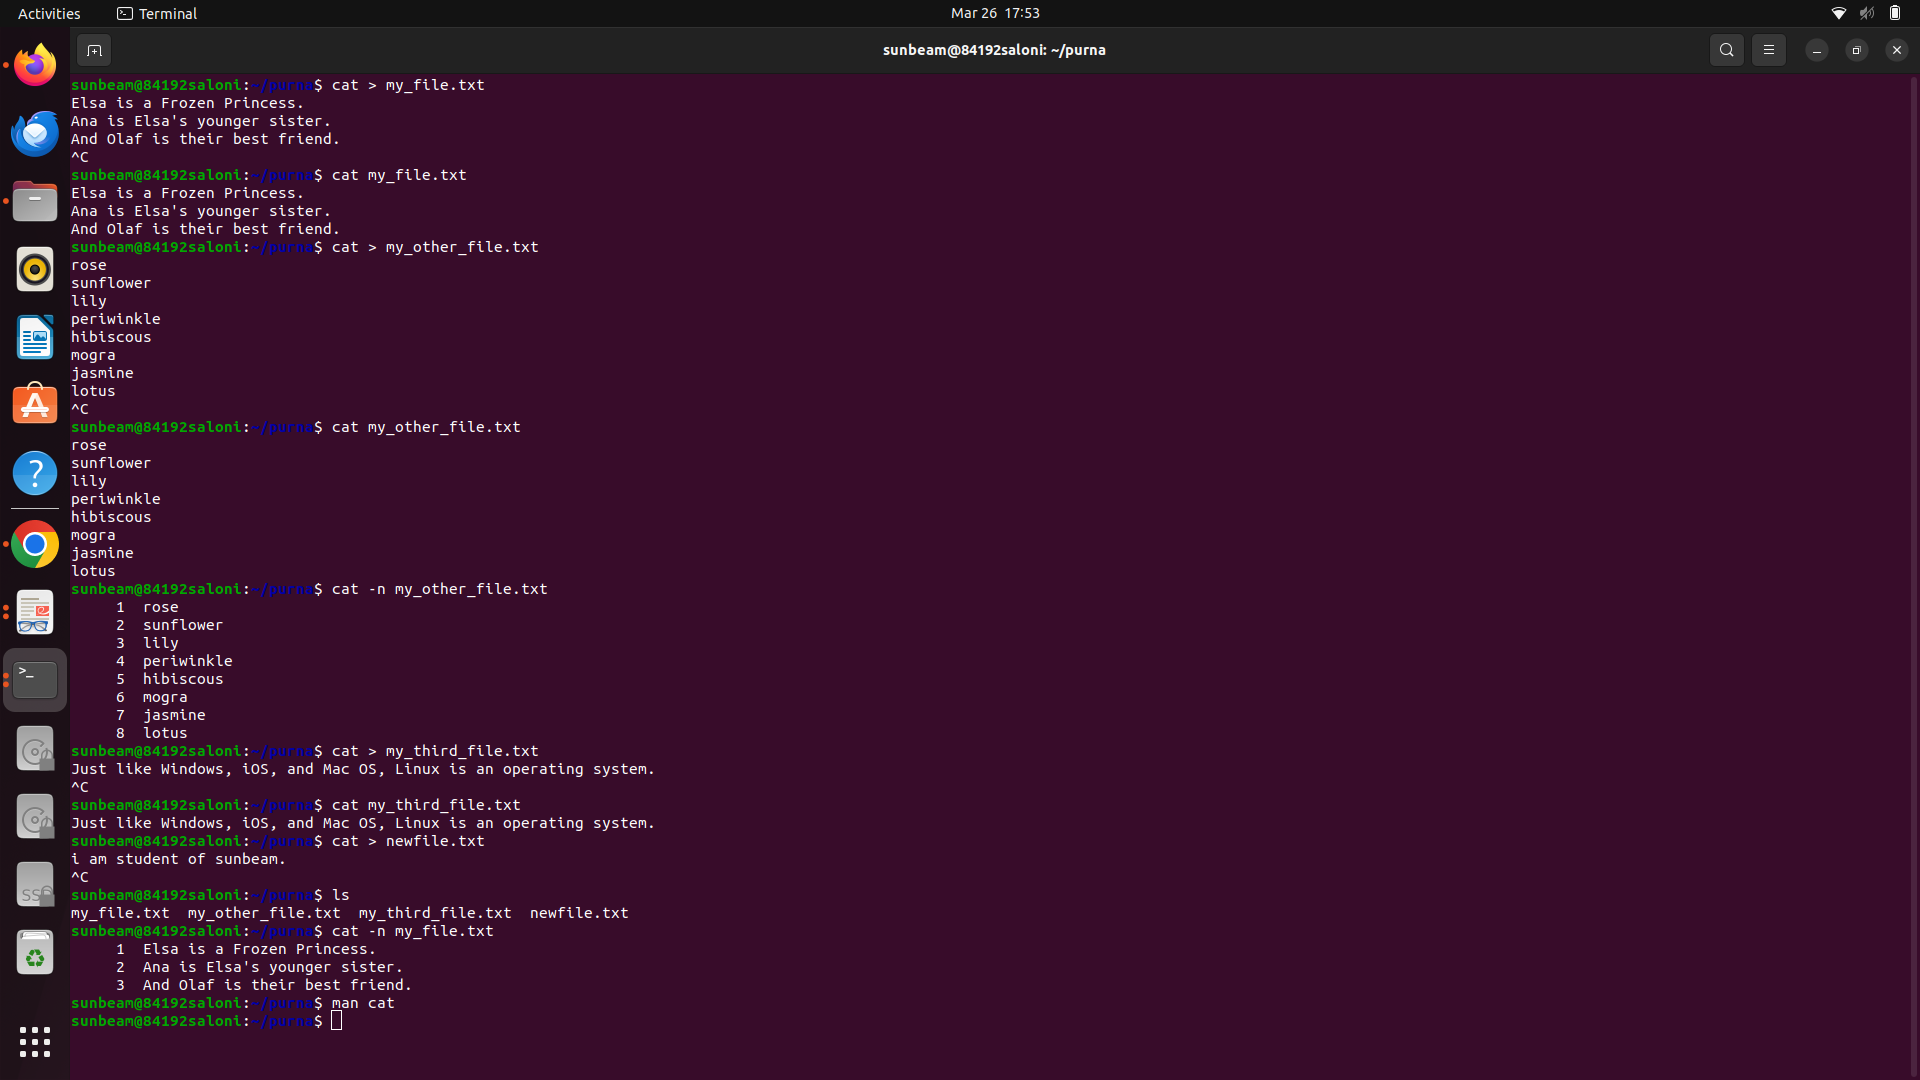 Activities
Terminal
Mar 26 17:53
sunbeam@84192saloni: ~/purna
sunbeam@84192saloni:~/purna$ cat > my_file.txt
Elsa is a Frozen Princess.
Ana is Elsa's younger sister.
And Olaf is their best friend.
^C
sunbeam@84192saloni:~/purna$ cat my_file.txt
Elsa is a Frozen Princess.
Ana is Elsa's younger sister.
And Olaf is their best friend.
sunbeam@84192saloni:~/purna$ cat > my_other_file.txt
rose
sunflower
lily
periwinkle
hibiscous
mogra
jasmine
lotus
^C
sunbeam@84192saloni:~/purna$ cat my_other_file.txt
rose
sunflower
lily
periwinkle
hibiscous
mogra
jasmine
lotus
sunbeam@84192saloni:~/purna$ cat -n my_other_file.txt
1 rose
2 sunflower
3 lily
4 periwinkle
5 hibiscous
6 mogra
7 jasmine
8 lotus
sunbeam@84192saloni:~/purna$ cat > my_third_file.txt
Just like Windows, iOS, and Mac OS, Linux is an operating system.
^C
sunbeam@84192saloni:~/purna$ cat my_third_file.txt
Just like Windows, iOS, and Mac OS, Linux is an operating system.
sunbeam@84192saloni:~/purna$ cat > newfile.txt
i am student of sunbeam.
^C
sunbeam@84192saloni:~/purna$ ls
my_file.txt my_other_file.txt my_third_file.txt newfile.txt
sunbeam@84192saloni:~/purna$ cat -n my_file.txt
1 Elsa is a Frozen Princess.
2 Ana is Elsa's younger sister.
3 And Olaf is their best friend.
sunbeam@84192saloni:~/purna$ man cat
sunbeam@84192saloni:~/purna$